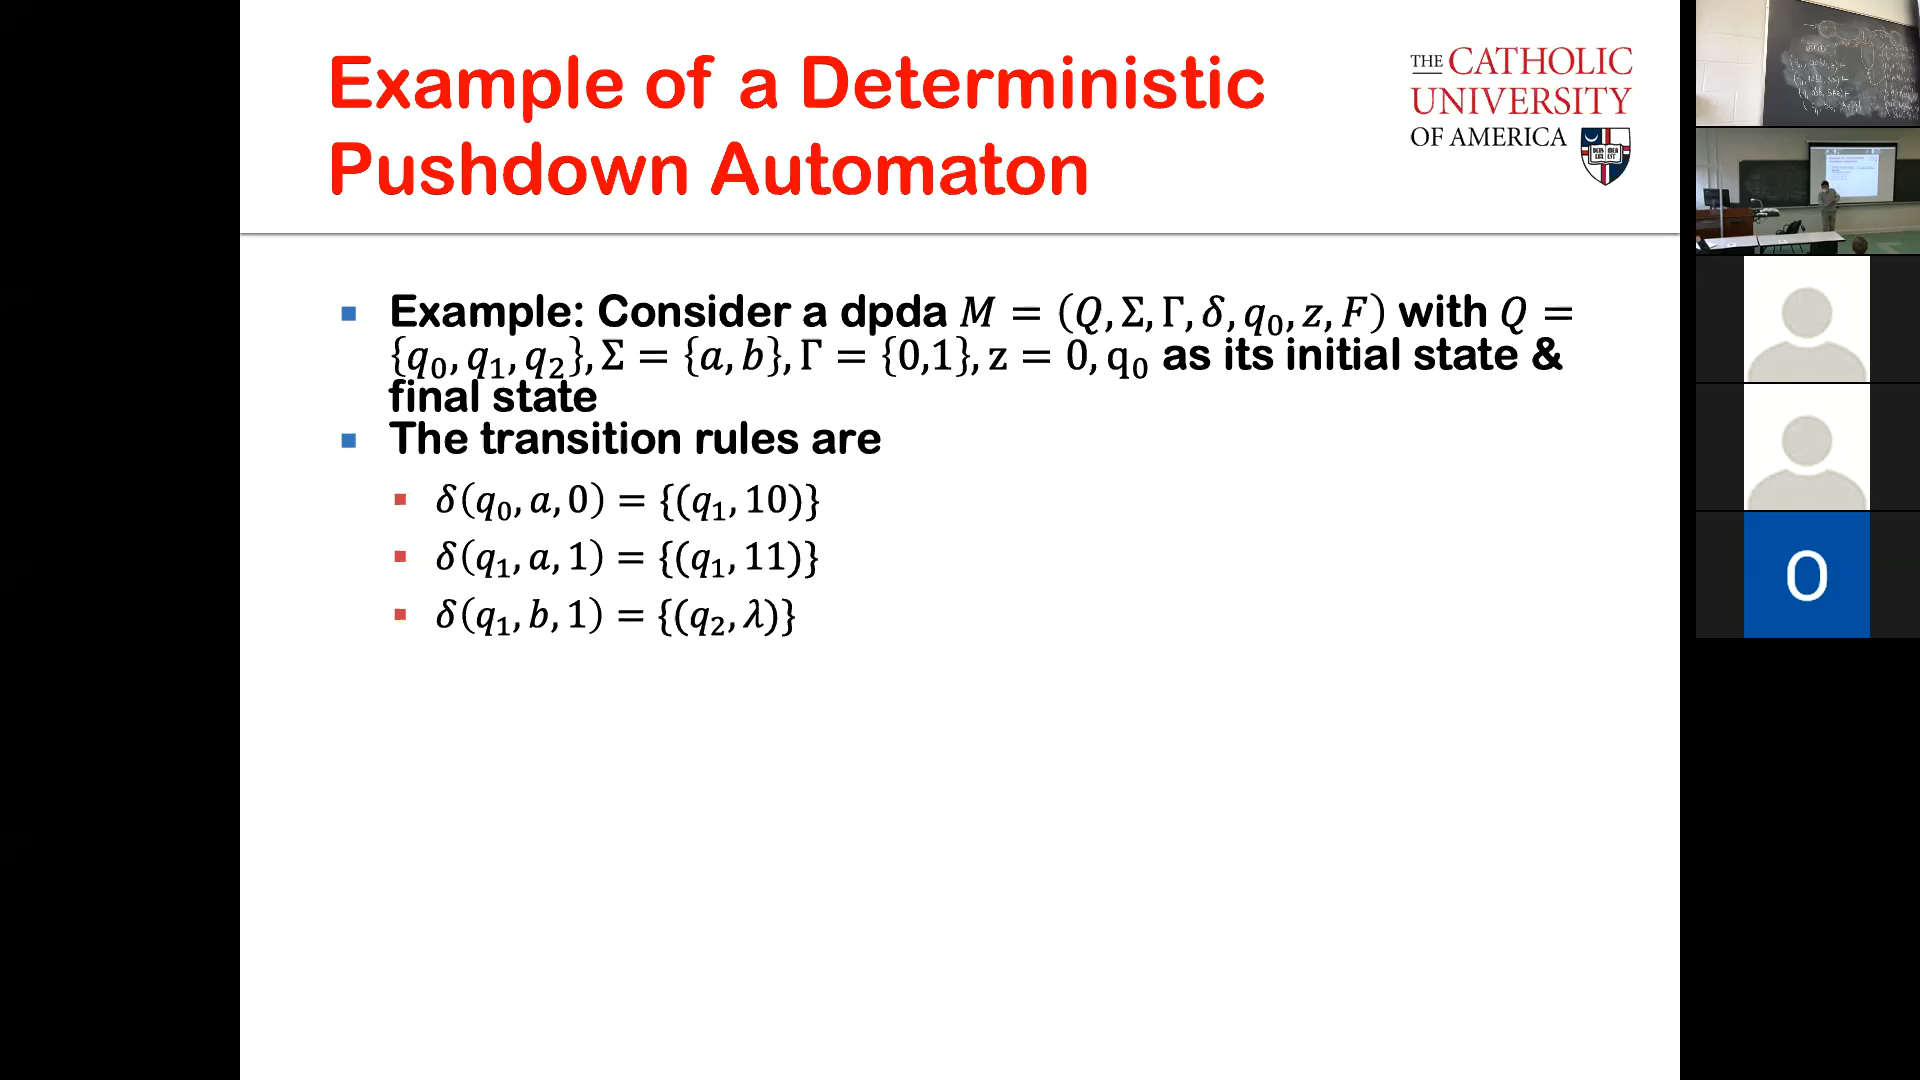 Example of a Deterministic
Pushdown Automaton
THE CATHOLIC
UNIVERSITY
OF AMERICA
Example: Consider a dpda M = (Q, Σ, Γ, δ, q₀, z, F) with Q =
{q₀, q₁, q₂}, Σ = {a, b}, Γ = {0,1}, z = 0, q₀ as its initial state &
final state
The transition rules are
δ(q₀, a, 0) = {(q₁, 10)}
δ(q₁, a, 1) = {(q₁, 11)}
δ(q₁, b, 1) = {(q₂, λ)}
O